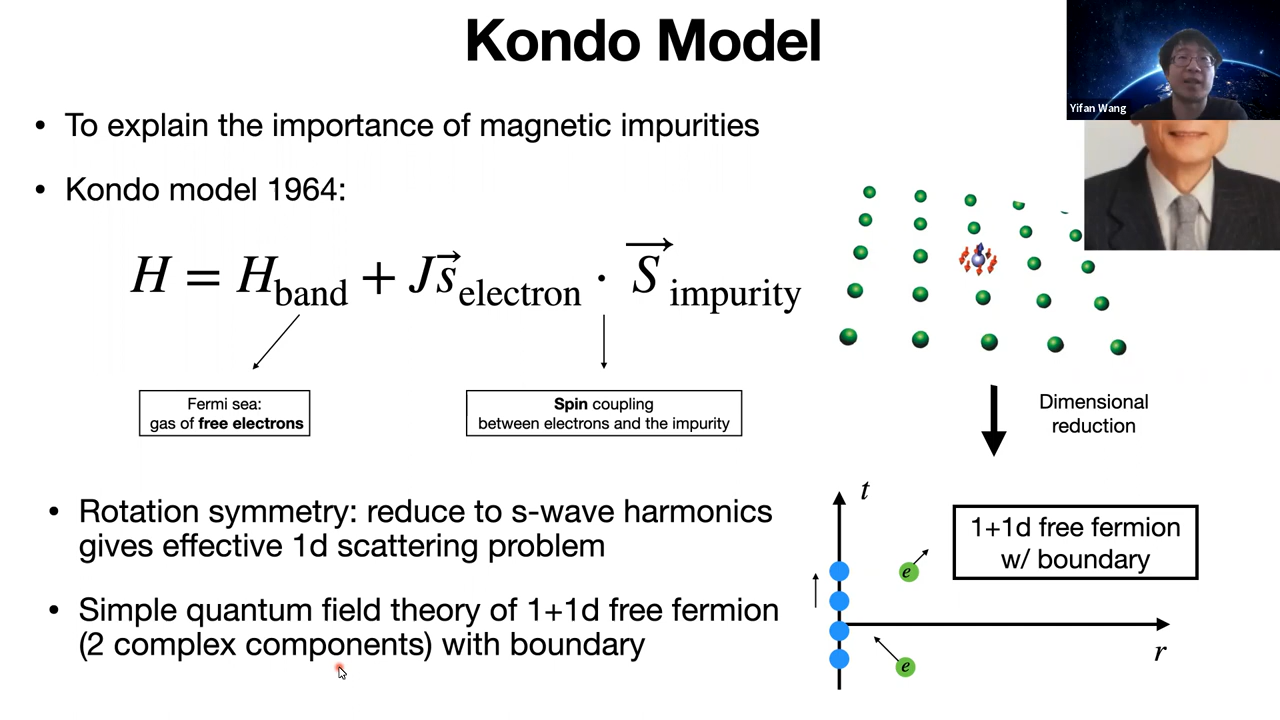 Kondo Model
Yifan Wang
• To explain the importance of magnetic impurities
• Kondo model 1964:
H = H_band + J s⃗_electron · S⃗_impurity
Fermi sea:
gas of free electrons
Spin coupling
between electrons and the impurity
Dimensional
reduction
• Rotation symmetry: reduce to s-wave harmonics
gives effective 1d scattering problem
• Simple quantum field theory of 1+1d free fermion
(2 complex components) with boundary
t
1+1d free fermion
w/ boundary
e
r
e